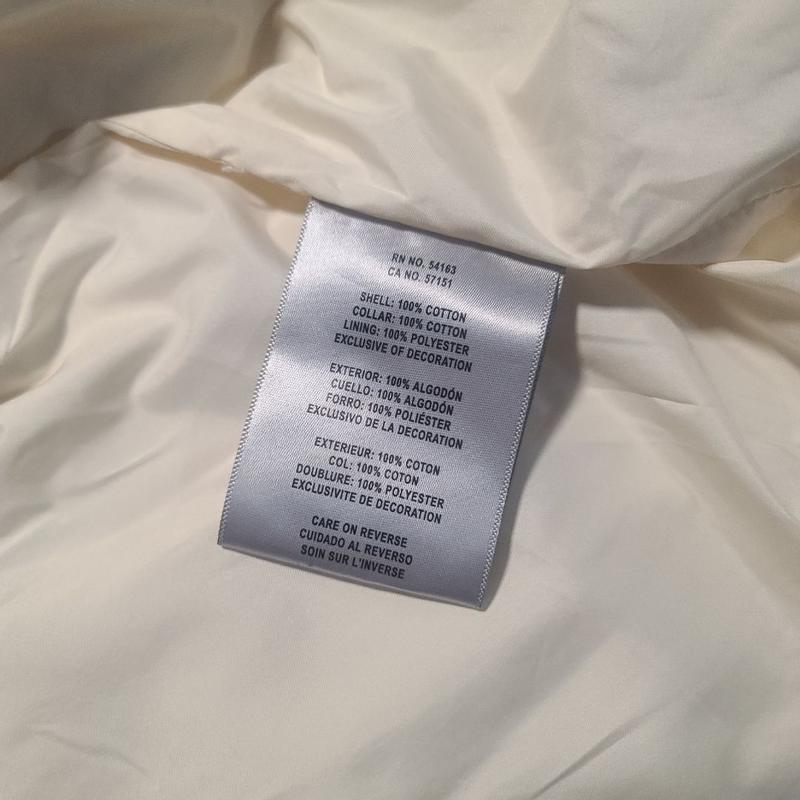 RN NO. 54163
CA NO. 57151
SHELL: 100% COTTON
COLLAR: 100% COTTON
LINING: 100% POLYESTER
EXCLUSIVE OF DECORATION
EXTERIOR: 100% ALGODÓN
CUELLO: 100% ALGODÓN
FORRO: 100% POLIÉSTER
EXCLUSIVO DE LA DECORATION
EXTERIEUR: 100% COTON
COL: 100% COTON
DOUBLURE: 100% POLYESTER
EXCLUSIVITE DE DECORATION
CARE ON REVERSE
CUIDADO AL REVERSO
SOIN SUR L'INVERSE